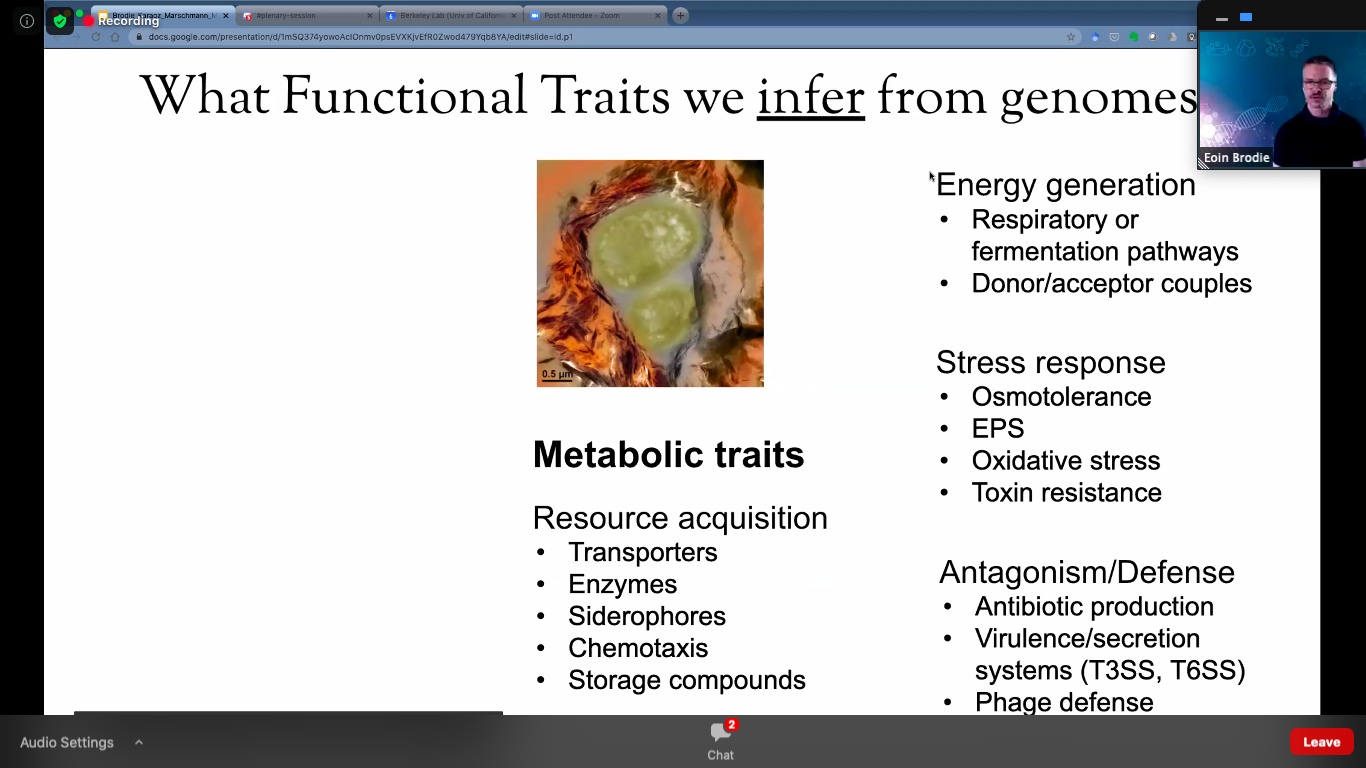 Recording
Brodie_Karaoz_Marschmann_M
#plenary-session
Berkeley Lab (Univ of Californ
Post Attendee - Zoom
docs.google.com/presentation/d/1mSQ374yowoAclOnmv0psEVXKjvEfR0Zwod479Yqb8YA/edit#slide=id.p1
What Functional Traits we infer from genomes
Eoin Brodie
0.5 µm
Metabolic traits
Resource acquisition
• Transporters
• Enzymes
• Siderophores
• Chemotaxis
• Storage compounds
Energy generation
• Respiratory or
fermentation pathways
• Donor/acceptor couples
Stress response
• Osmotolerance
• EPS
• Oxidative stress
• Toxin resistance
Antagonism/Defense
• Antibiotic production
• Virulence/secretion
systems (T3SS, T6SS)
• Phage defense
Audio Settings
2
Chat
Leave